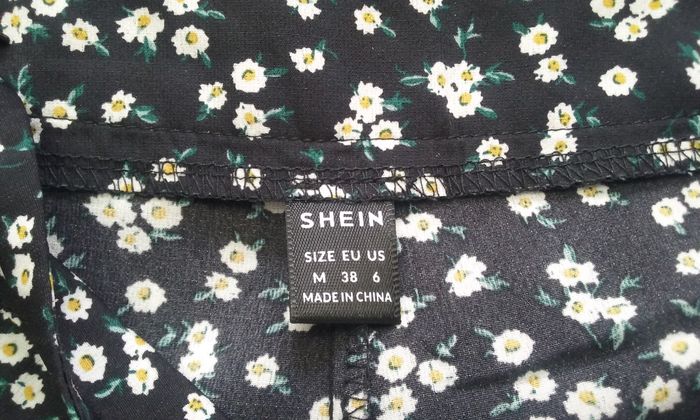 SHEIN
SIZE EU US
M 38 6
MADE IN CHINA